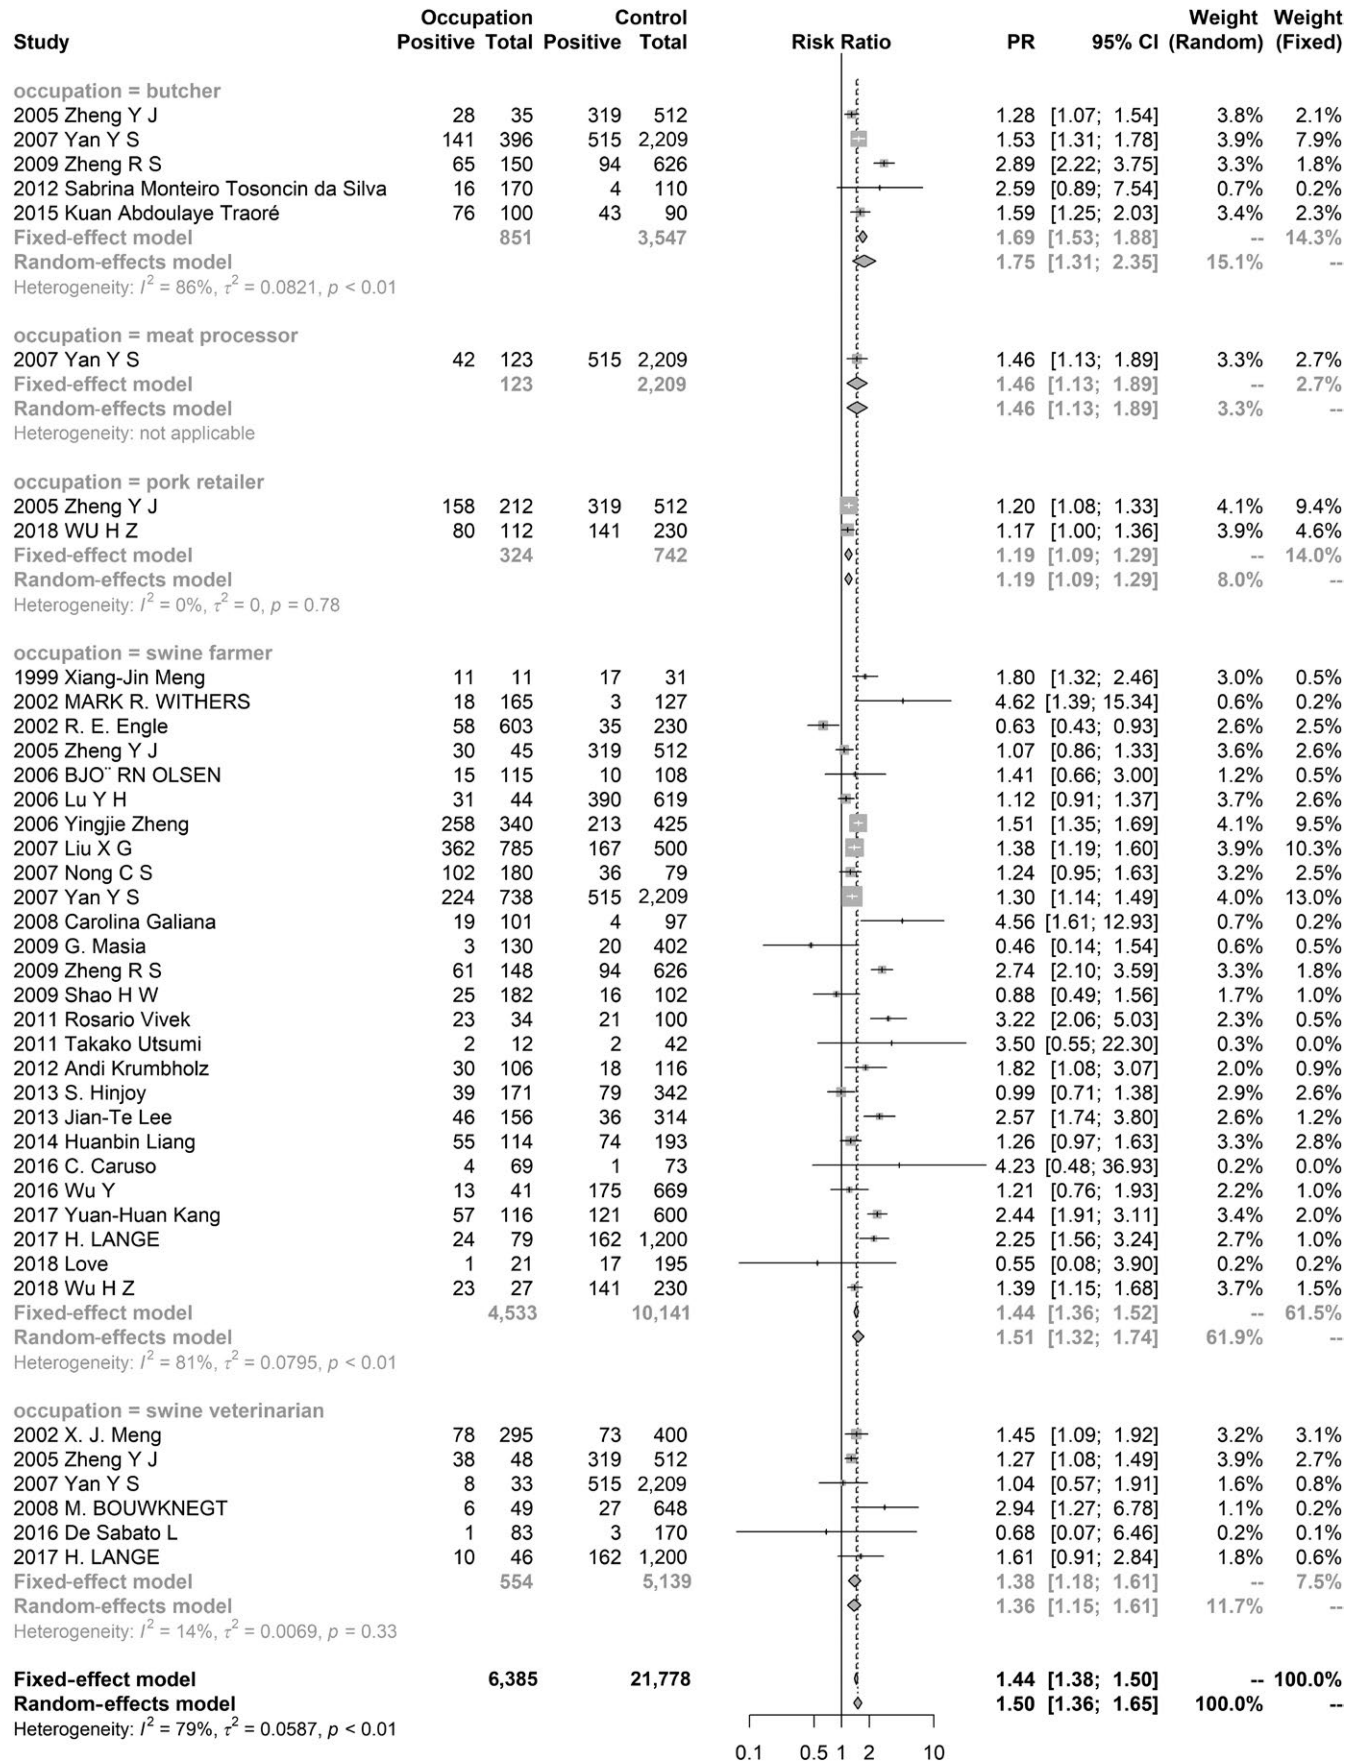 Occupation Control Weight Weight
Study Positive Total Positive Total Risk Ratio PR 95% CI (Random) (Fixed)
occupation = butcher
2005 Zheng Y J 28 35 319 512 1.28 [1.07; 1.54] 3.8% 2.1%
2007 Yan Y S 141 396 515 2,209 1.53 [1.31; 1.78] 3.9% 7.9%
2009 Zheng R S 65 150 94 626 2.89 [2.22; 3.75] 3.3% 1.8%
2012 Sabrina Monteiro Tosoncin da Silva 16 170 4 110 2.59 [0.89; 7.54] 0.7% 0.2%
2015 Kuan Abdoulaye Traoré 76 100 43 90 1.59 [1.25; 2.03] 3.4% 2.3%
Fixed-effect model 851 3,547 1.69 [1.53; 1.88] -- 14.3%
Random-effects model 1.75 [1.31; 2.35] 15.1% --
Heterogeneity: I² = 86%, τ² = 0.0821, p < 0.01
occupation = meat processor
2007 Yan Y S 42 123 515 2,209 1.46 [1.13; 1.89] 3.3% 2.7%
Fixed-effect model 123 2,209 1.46 [1.13; 1.89] -- 2.7%
Random-effects model 1.46 [1.13; 1.89] 3.3% --
Heterogeneity: not applicable
occupation = pork retailer
2005 Zheng Y J 158 212 319 512 1.20 [1.08; 1.33] 4.1% 9.4%
2018 WU H Z 80 112 141 230 1.17 [1.00; 1.36] 3.9% 4.6%
Fixed-effect model 324 742 1.19 [1.09; 1.29] -- 14.0%
Random-effects model 1.19 [1.09; 1.29] 8.0% --
Heterogeneity: I² = 0%, τ² = 0, p = 0.78
occupation = swine farmer
1999 Xiang-Jin Meng 11 11 17 31 1.80 [1.32; 2.46] 3.0% 0.5%
2002 MARK R. WITHERS 18 165 3 127 4.62 [1.39; 15.34] 0.6% 0.2%
2002 R. E. Engle 58 603 35 230 0.63 [0.43; 0.93] 2.6% 2.5%
2005 Zheng Y J 30 45 319 512 1.07 [0.86; 1.33] 3.6% 2.6%
2006 BJO¨ RN OLSEN 15 115 10 108 1.41 [0.66; 3.00] 1.2% 0.5%
2006 Lu Y H 31 44 390 619 1.12 [0.91; 1.37] 3.7% 2.6%
2006 Yingjie Zheng 258 340 213 425 1.51 [1.35; 1.69] 4.1% 9.5%
2007 Liu X G 362 785 167 500 1.38 [1.19; 1.60] 3.9% 10.3%
2007 Nong C S 102 180 36 79 1.24 [0.95; 1.63] 3.2% 2.5%
2007 Yan Y S 224 738 515 2,209 1.30 [1.14; 1.49] 4.0% 13.0%
2008 Carolina Galiana 19 101 4 97 4.56 [1.61; 12.93] 0.7% 0.2%
2009 G. Masia 3 130 20 402 0.46 [0.14; 1.54] 0.6% 0.5%
2009 Zheng R S 61 148 94 626 2.74 [2.10; 3.59] 3.3% 1.8%
2009 Shao H W 25 182 16 102 0.88 [0.49; 1.56] 1.7% 1.0%
2011 Rosario Vivek 23 34 21 100 3.22 [2.06; 5.03] 2.3% 0.5%
2011 Takako Utsumi 2 12 2 42 3.50 [0.55; 22.30] 0.3% 0.0%
2012 Andi Krumbholz 30 106 18 116 1.82 [1.08; 3.07] 2.0% 0.9%
2013 S. Hinjoy 39 171 79 342 0.99 [0.71; 1.38] 2.9% 2.6%
2013 Jian-Te Lee 46 156 36 314 2.57 [1.74; 3.80] 2.6% 1.2%
2014 Huanbin Liang 55 114 74 193 1.26 [0.97; 1.63] 3.3% 2.8%
2016 C. Caruso 4 69 1 73 4.23 [0.48; 36.93] 0.2% 0.0%
2016 Wu Y 13 41 175 669 1.21 [0.76; 1.93] 2.2% 1.0%
2017 Yuan-Huan Kang 57 116 121 600 2.44 [1.91; 3.11] 3.4% 2.0%
2017 H. LANGE 24 79 162 1,200 2.25 [1.56; 3.24] 2.7% 1.0%
2018 Love 1 21 17 195 0.55 [0.08; 3.90] 0.2% 0.2%
2018 Wu H Z 23 27 141 230 1.39 [1.15; 1.68] 3.7% 1.5%
Fixed-effect model 4,533 10,141 1.44 [1.36; 1.52] -- 61.5%
Random-effects model 1.51 [1.32; 1.74] 61.9% --
Heterogeneity: I² = 81%, τ² = 0.0795, p < 0.01
occupation = swine veterinarian
2002 X. J. Meng 78 295 73 400 1.45 [1.09; 1.92] 3.2% 3.1%
2005 Zheng Y J 38 48 319 512 1.27 [1.08; 1.49] 3.9% 2.7%
2007 Yan Y S 8 33 515 2,209 1.04 [0.57; 1.91] 1.6% 0.8%
2008 M. BOUWKNEGT 6 49 27 648 2.94 [1.27; 6.78] 1.1% 0.2%
2016 De Sabato L 1 83 3 170 0.68 [0.07; 6.46] 0.2% 0.1%
2017 H. LANGE 10 46 162 1,200 1.61 [0.91; 2.84] 1.8% 0.6%
Fixed-effect model 554 5,139 1.38 [1.18; 1.61] -- 7.5%
Random-effects model 1.36 [1.15; 1.61] 11.7% --
Heterogeneity: I² = 14%, τ² = 0.0069, p = 0.33
Fixed-effect model 6,385 21,778 1.44 [1.38; 1.50] -- 100.0%
Random-effects model 1.50 [1.36; 1.65] 100.0% --
Heterogeneity: I² = 79%, τ² = 0.0587, p < 0.01
0.1 0.5 1 2 10